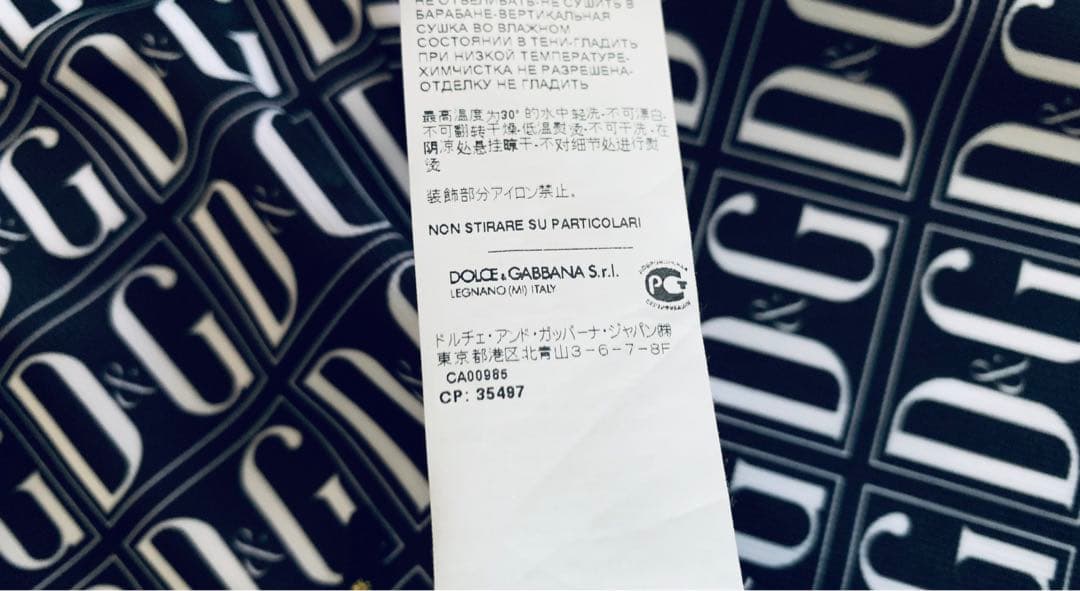 НЕ ОТБЕЛИВАТЬ-НЕ СУШИТЬ В
БАРАБАНЕ-ВЕРТИКАЛЬНАЯ
СУШКА ВО ВЛАЖНОМ
СОСТОЯНИИ В ТЕНИ-ГЛАДИТЬ
ПРИ НИЗКОЙ ТЕМПЕРАТУРЕ-
ХИМЧИСТКА НЕ РАЗРЕШЕНА-
ОТДЕЛКУ НЕ ГЛАДИТЬ
最高温度为30°的水中轻洗-不可漂白-
不可翻转干燥-低温熨烫-不可干洗-在
阴凉处悬挂晾干-不对细节处进行熨
烫
装飾部分アイロン禁止。
NON STIRARE SU PARTICOLARI
DOLCE & GABBANA S.r.l.
LEGNANO (MI) ITALY
РСТ
ドルチェ・アンド・ガッバーナ・ジャパン㈱
東京都港区北青山3-6-7-8F
CA00985
CP: 35497
D&G
D&G
D&G
D&G
D&G
D&G
D&G
D&G